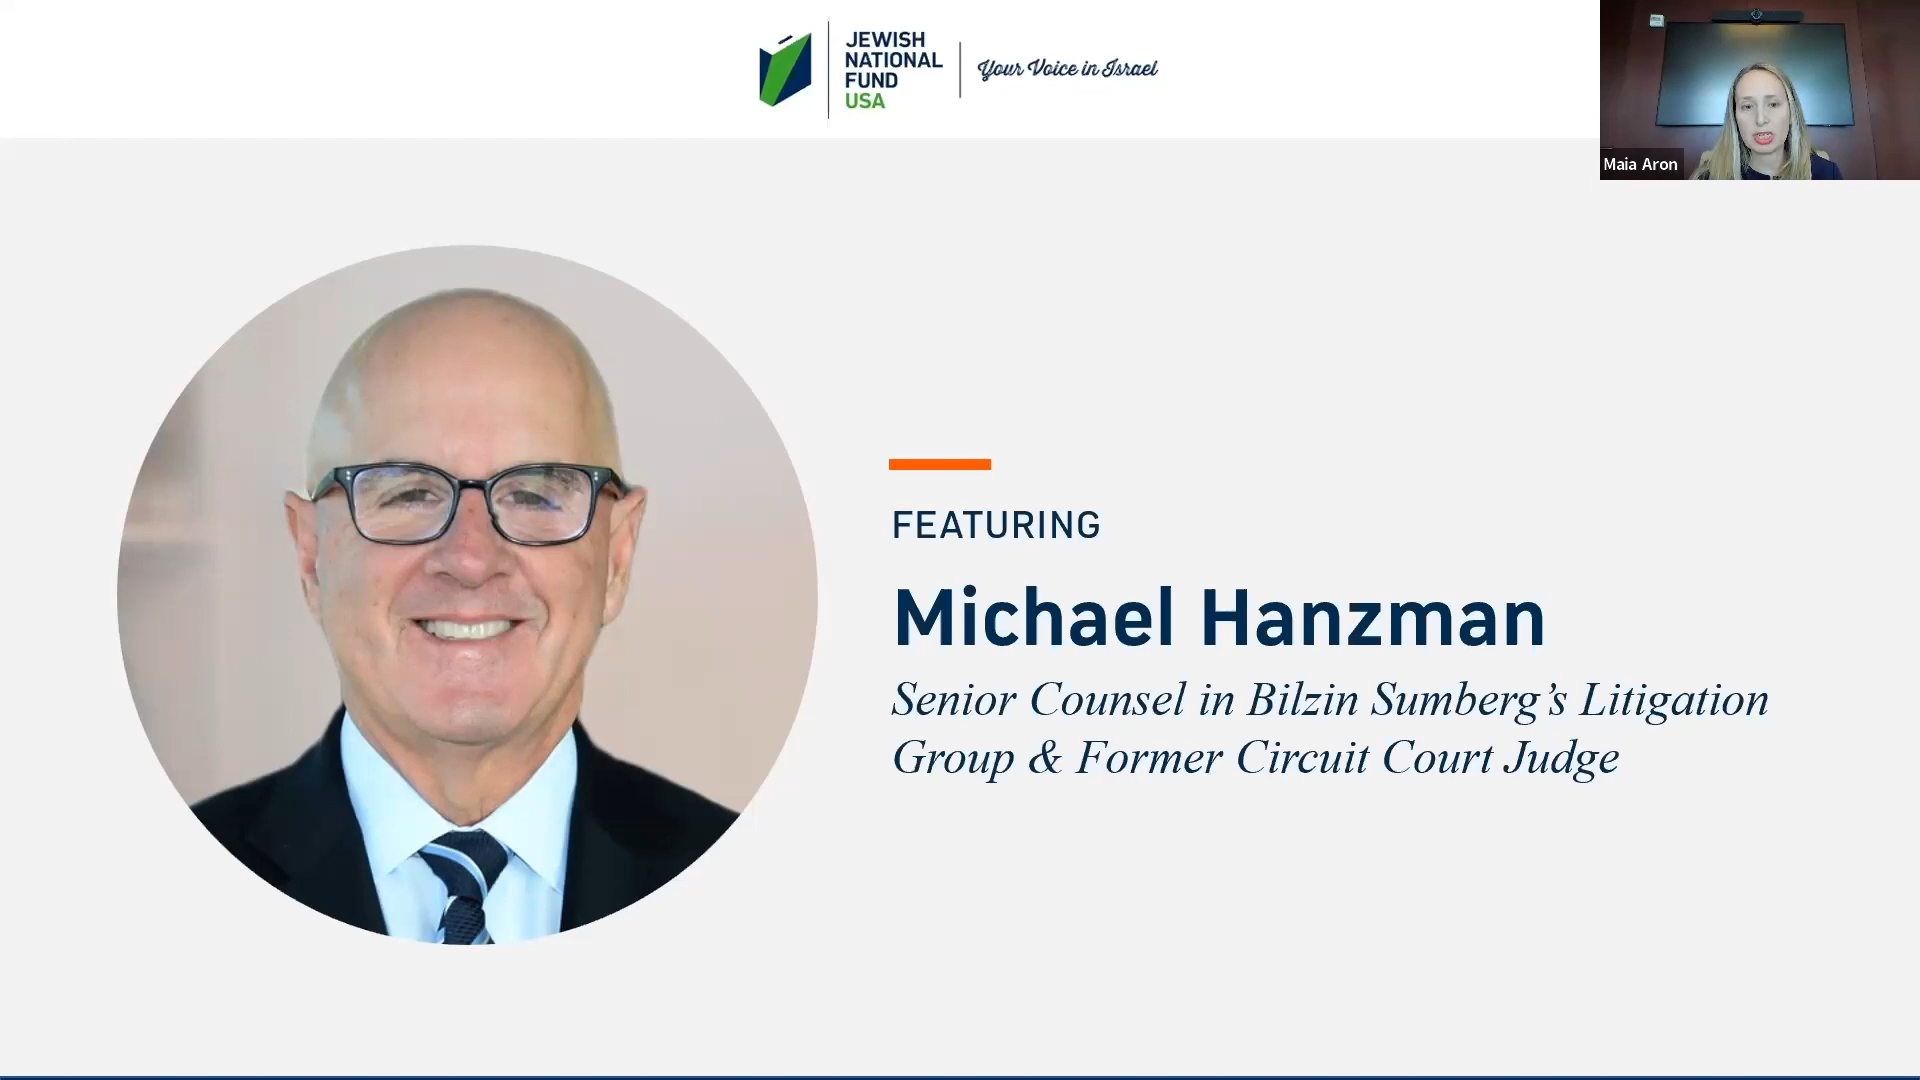 JEWISH
NATIONAL
FUND
USA
Your Voice in Israel
Maia Aron
FEATURING
Michael Hanzman
Senior Counsel in Bilzin Sumberg’s Litigation
Group & Former Circuit Court Judge